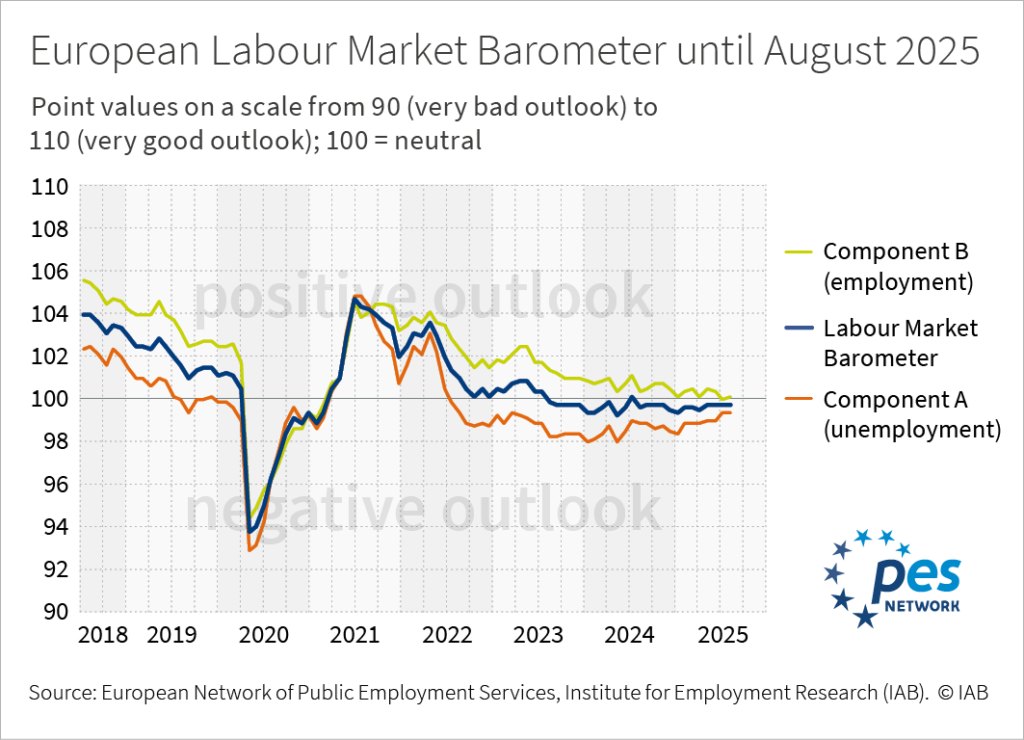 European Labour Market Barometer until August 2025
Point values on a scale from 90 (very bad outlook) to
110 (very good outlook); 100 = neutral
110
108
106
104
102
100
98
96
94
92
90
positive outlook
negative outlook
2018 2019 2020 2021 2022 2023 2024 2025
Component B
(employment)
Labour Market
Barometer
Component A
(unemployment)
pes
NETWORK
Source: European Network of Public Employment Services, Institute for Employment Research (IAB). © IAB